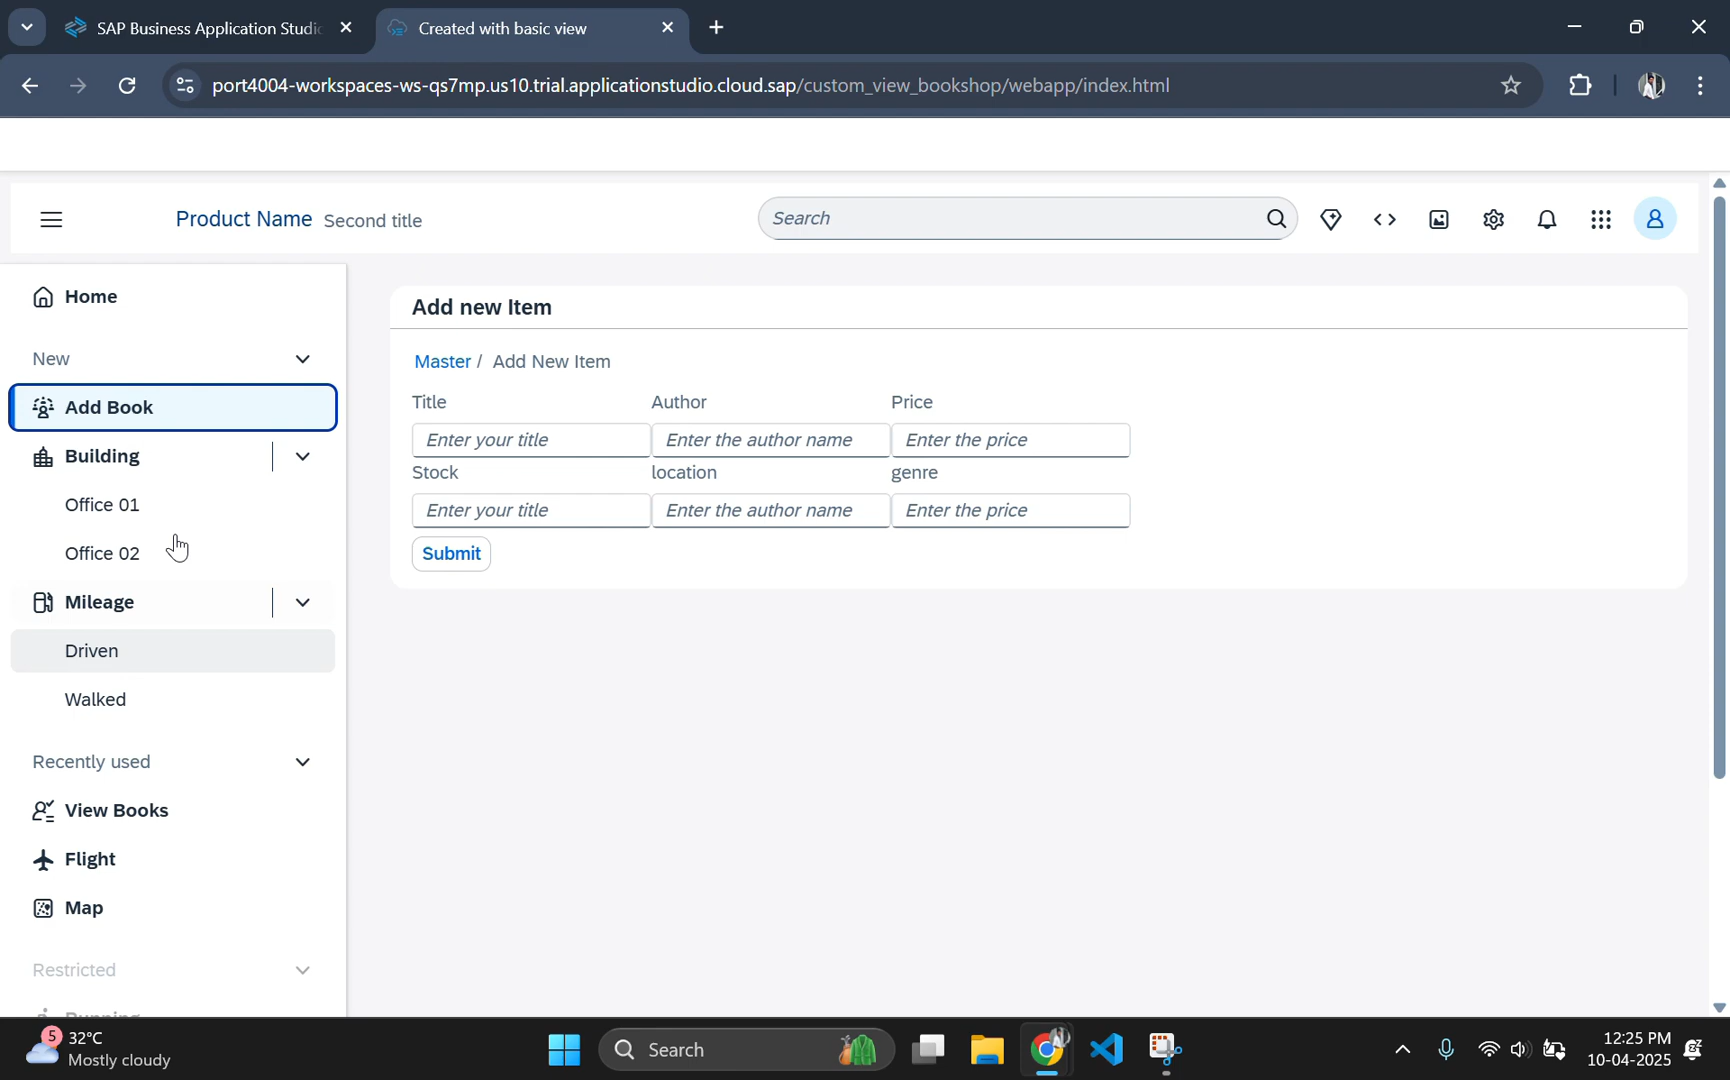 SAP Business Application Studio
Created with basic view
port4004-workspaces-ws-qs7mp.us10.trial.applicationstudio.cloud.sap/custom_view_bookshop/webapp/index.html
Product Name Second title
Search
Home
New
Add Book
Building
Office 01
Office 02
Mileage
Driven
Walked
Recently used
View Books
Flight
Map
Restricted
Running
Add new Item
Master / Add New Item
Title Author Price
Enter your title Enter the author name Enter the price
Stock location genre
Enter your title Enter the author name Enter the price
Submit
5
32°C
Mostly cloudy
Search
12:25 PM
10-04-2025